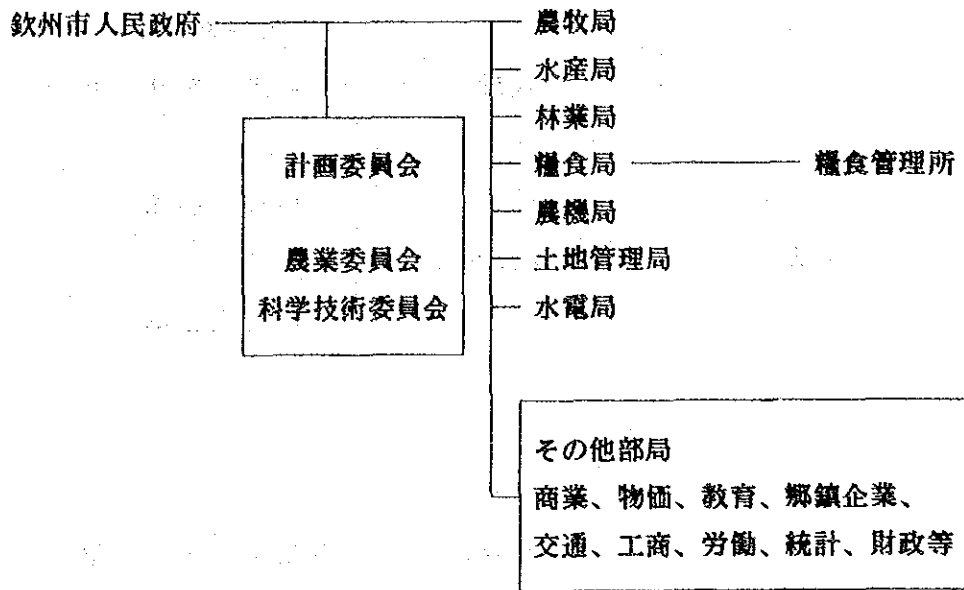 欽州市人民政府
農牧局
水産局
林業局
糧食局
糧食管理所
農機局
土地管理局
水電局
計画委員会
農業委員会
科学技術委員会
その他部局
商業、物価、教育、郷鎮企業、
交通、工商、労働、統計、財政等